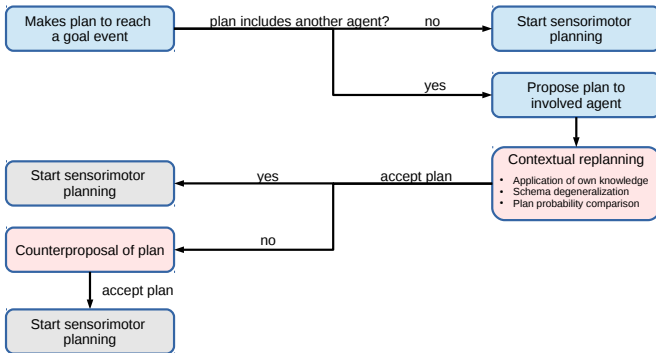 Makes plan to reach
a goal event
plan includes another agent?
no
Start sensorimotor
planning
yes
Propose plan to
involved agent
Contextual replanning
• Application of own knowledge
• Schema degeneralization
• Plan probability comparison
accept plan
yes
Start sensorimotor
planning
no
Counterproposal of plan
accept plan
Start sensorimotor
planning